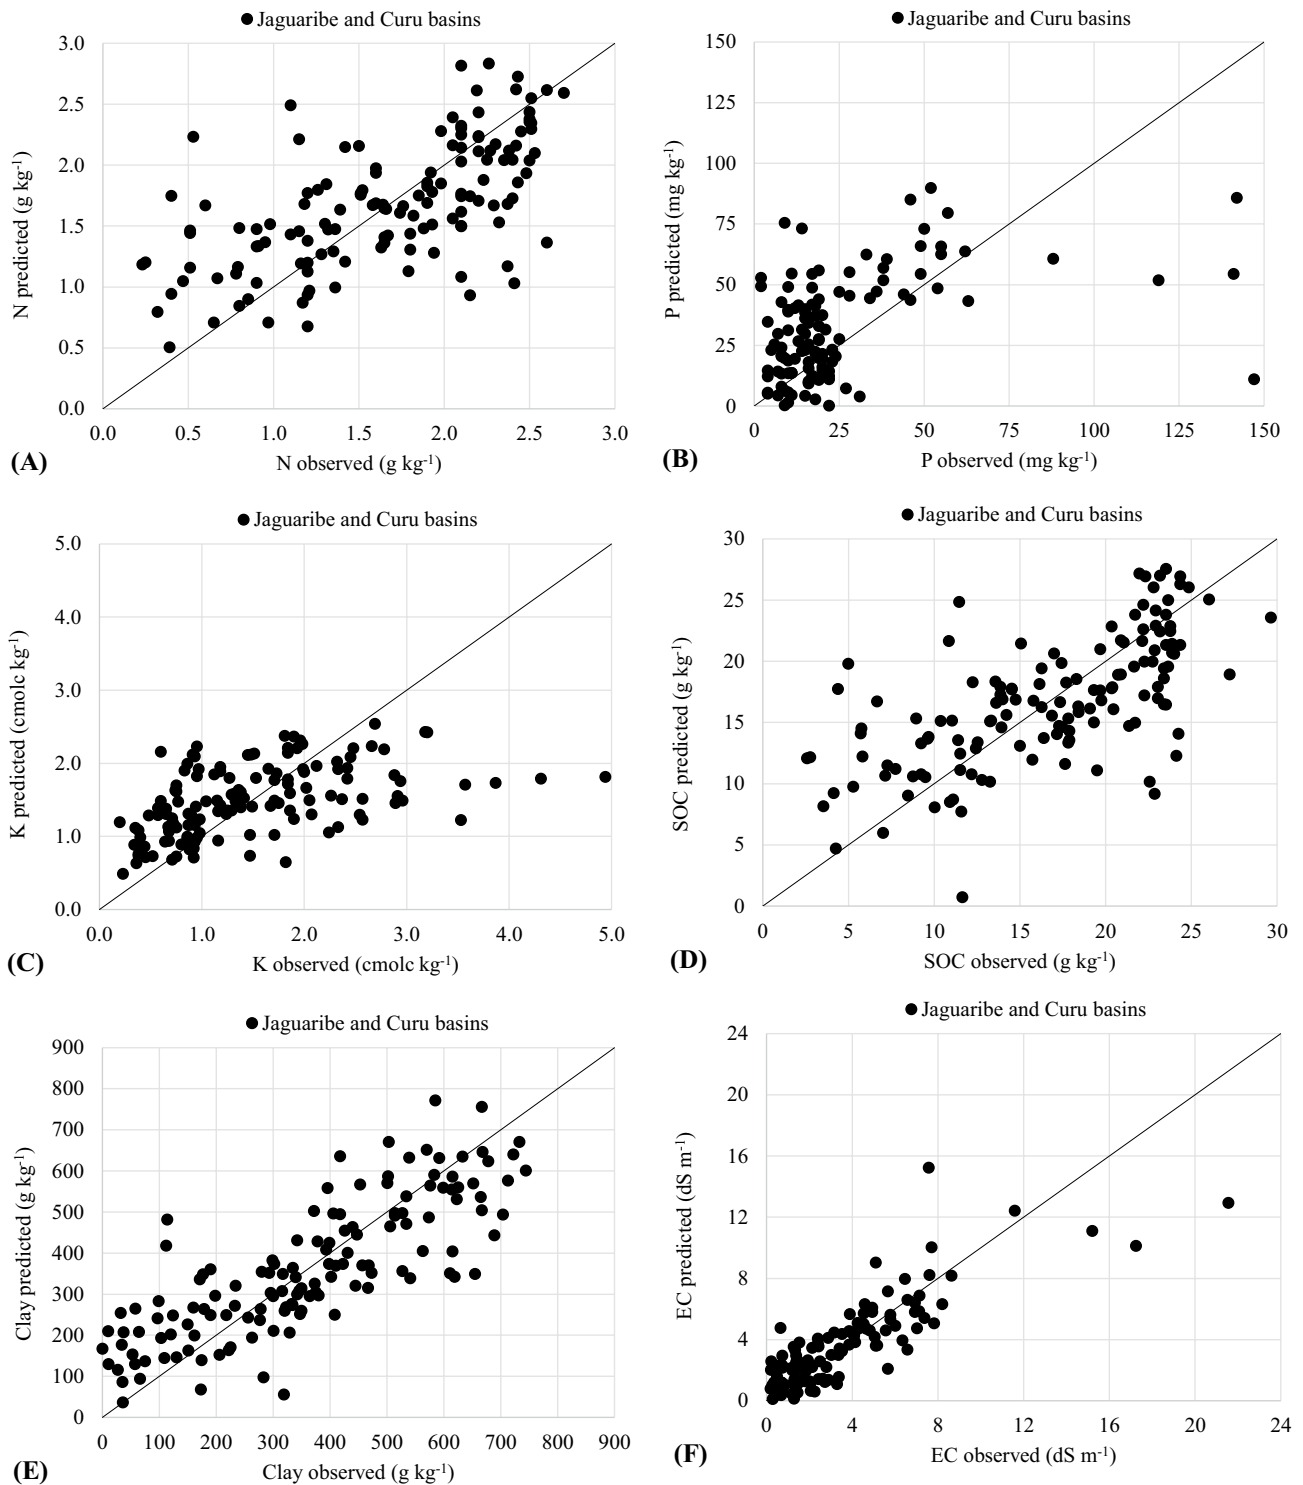 Jaguaribe and Curu basins
3.0
2.5
2.0
1.5
1.0
0.5
0.0
N predicted (g kg⁻¹)
0.0 0.5 1.0 1.5 2.0 2.5 3.0
N observed (g kg⁻¹)
(A)
Jaguaribe and Curu basins
150
125
100
75
50
25
0
P predicted (mg kg⁻¹)
0 25 50 75 100 125 150
P observed (mg kg⁻¹)
(B)
Jaguaribe and Curu basins
5.0
4.0
3.0
2.0
1.0
0.0
K predicted (cmolc kg⁻¹)
0.0 1.0 2.0 3.0 4.0 5.0
K observed (cmolc kg⁻¹)
(C)
Jaguaribe and Curu basins
30
25
20
15
10
5
0
SOC predicted (g kg⁻¹)
0 5 10 15 20 25 30
SOC observed (g kg⁻¹)
(D)
Jaguaribe and Curu basins
900
800
700
600
500
400
300
200
100
0
Clay predicted (g kg⁻¹)
0 100 200 300 400 500 600 700 800 900
Clay observed (g kg⁻¹)
(E)
Jaguaribe and Curu basins
24
20
16
12
8
4
0
EC predicted (dS m⁻¹)
0 4 8 12 16 20 24
EC observed (dS m⁻¹)
(F)